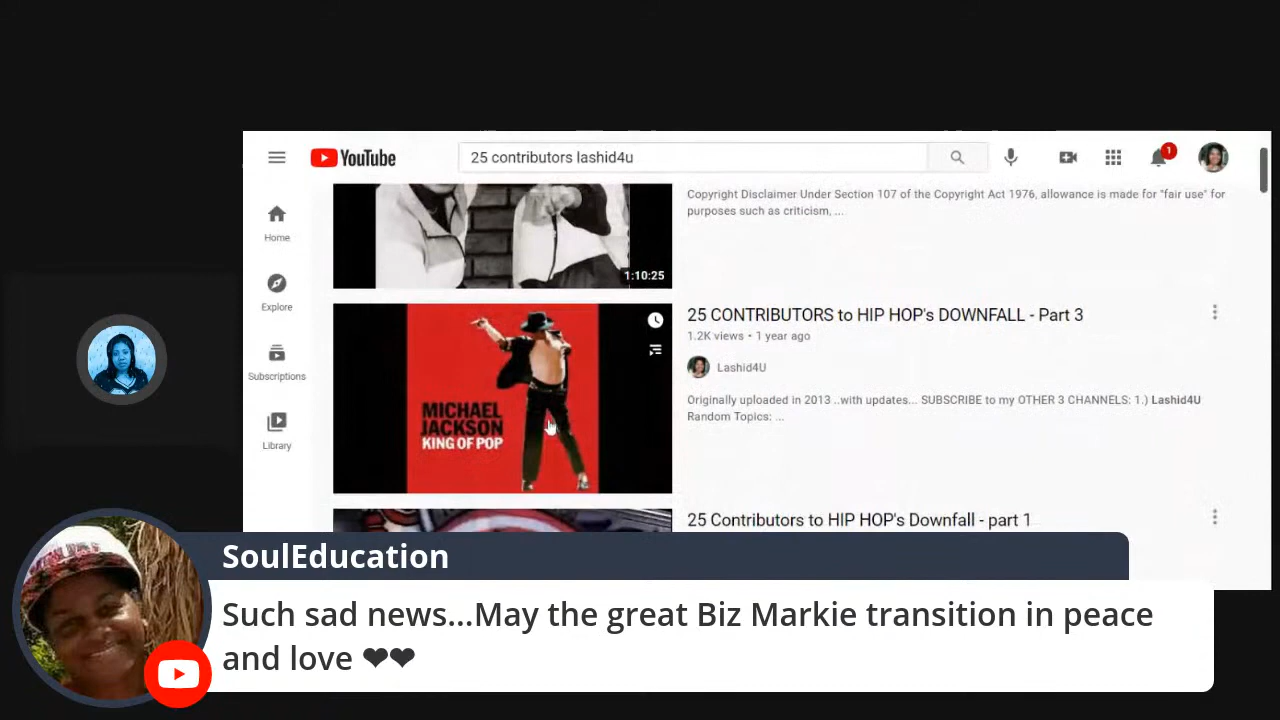 YouTube
25 contributors lashid4u
1
Copyright Disclaimer Under Section 107 of the Copyright Act 1976, allowance is made for "fair use" for
purposes such as criticism, ...
Home
1:10:25
Explore
25 CONTRIBUTORS to HIP HOP's DOWNFALL - Part 3
1.2K views • 1 year ago
Subscriptions
Lashid4U
MICHAEL
JACKSON
KING OF POP
Originally uploaded in 2013 ..with updates... SUBSCRIBE to my OTHER 3 CHANNELS: 1.) Lashid4U
Random Topics: ...
Library
25 Contributors to HIP HOP's Downfall - part 1
SoulEducation
Such sad news...May the great Biz Markie transition in peace
and love ❤❤